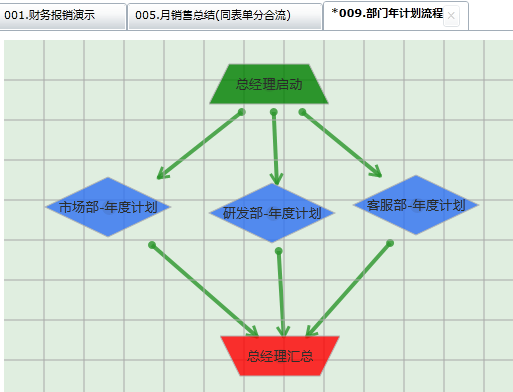 001.财务报销演示
005.月销售总结(同表单分合流)
*009.部门年计划流程
总经理启动
市场部-年度计划
研发部-年度计划
客服部-年度计划
总经理汇总